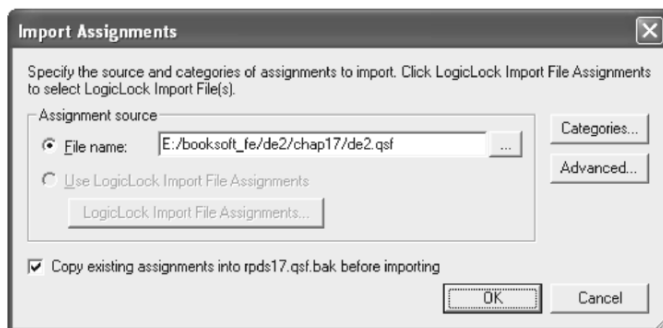 Import Assignments
Specify the source and categories of assignments to import. Click LogicLock Import File Assignments
to select LogicLock Import File(s).
Assignment source
File name: E:/booksoft_fe/de2/chap17/de2.qsf ...
Categories...
Advanced...
Use LogicLock Import File Assignments
LogicLock Import File Assignments...
Copy existing assignments into rpds17.qsf.bak before importing
OK Cancel